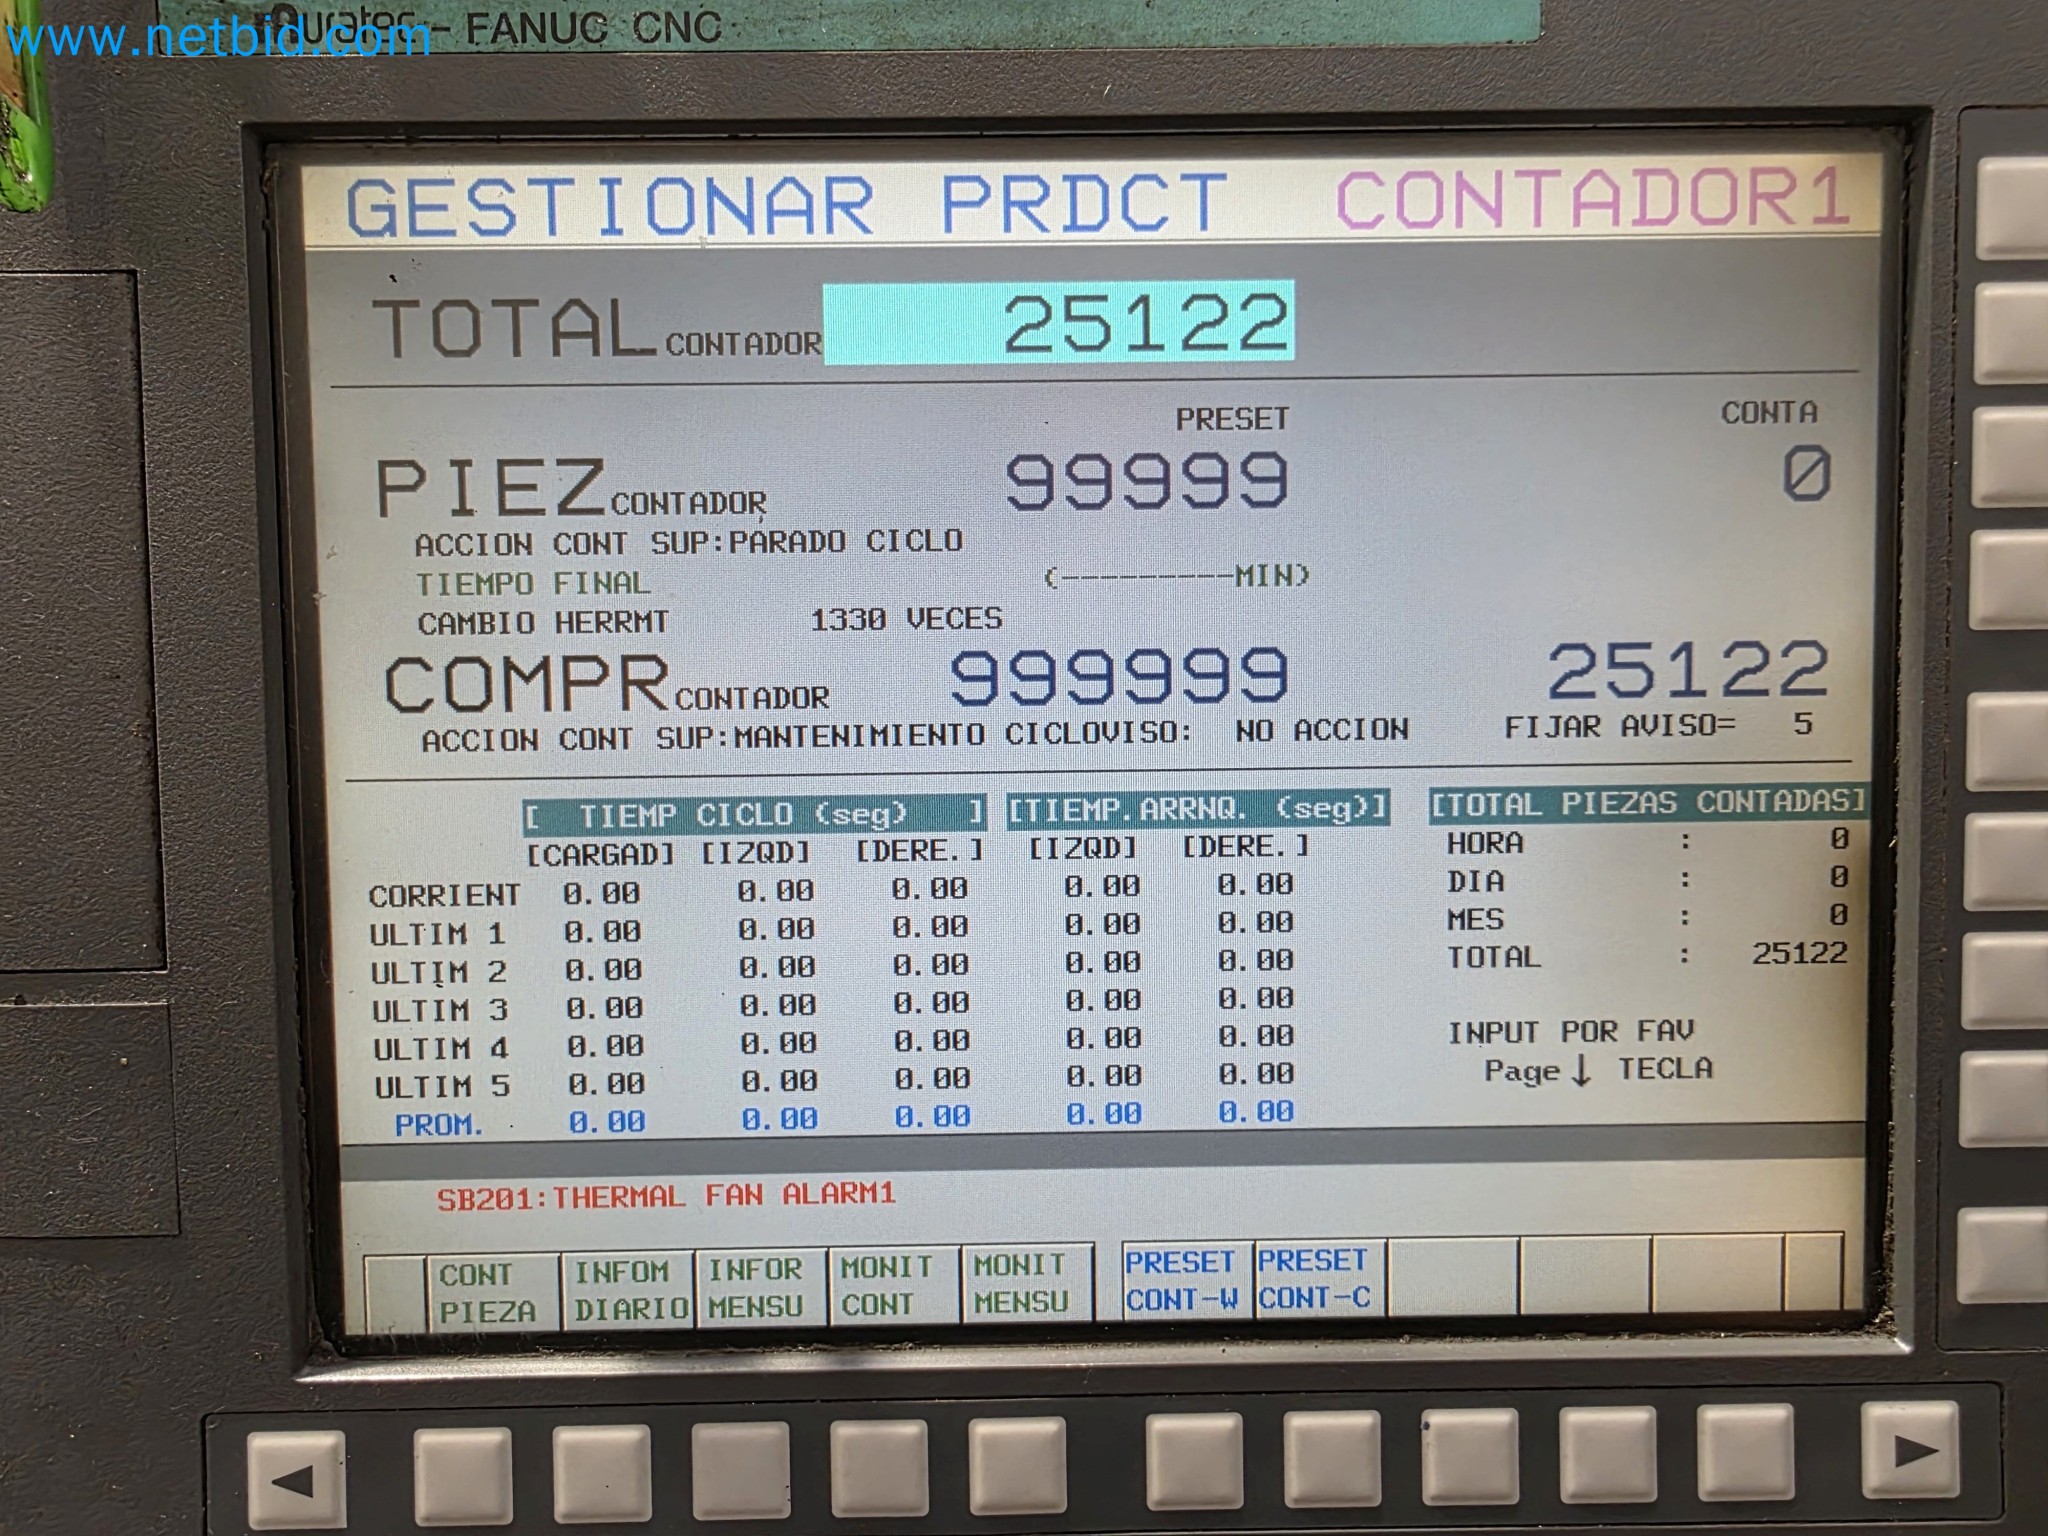 www.netbid.com
Muratec - FANUC CNC
GESTIONAR PRDCT CONTADOR1
TOTAL CONTADOR 25122
PRESET CONTA
PIEZ CONTADOR 99999 0
ACCION CONT SUP:PARADO CICLO
TIEMPO FINAL (---------MIN)
CAMBIO HERRMT 1330 VECES
COMPR CONTADOR 999999 25122
ACCION CONT SUP:MANTENIMIENTO CICLOVISO: NO ACCION FIJAR AVISO= 5
[ TIEMP CICLO (seg) ] [TIEMP.ARRNQ. (seg)] [TOTAL PIEZAS CONTADAS]
[CARGAD] [IZQD] [DERE.] [IZQD] [DERE.] HORA : 0
CORRIENT 0.00 0.00 0.00 0.00 0.00 DIA : 0
ULTIM 1 0.00 0.00 0.00 0.00 0.00 MES : 0
ULTIM 2 0.00 0.00 0.00 0.00 0.00 TOTAL : 25122
ULTIM 3 0.00 0.00 0.00 0.00 0.00
ULTIM 4 0.00 0.00 0.00 0.00 0.00 INPUT POR FAV
ULTIM 5 0.00 0.00 0.00 0.00 0.00 Page↓ TECLA
PROM. 0.00 0.00 0.00 0.00 0.00
SB201:THERMAL FAN ALARM1
CONT INFOM INFOR MONIT MONIT PRESET PRESET
PIEZA DIARIO MENSU CONT MENSU CONT-W CONT-C